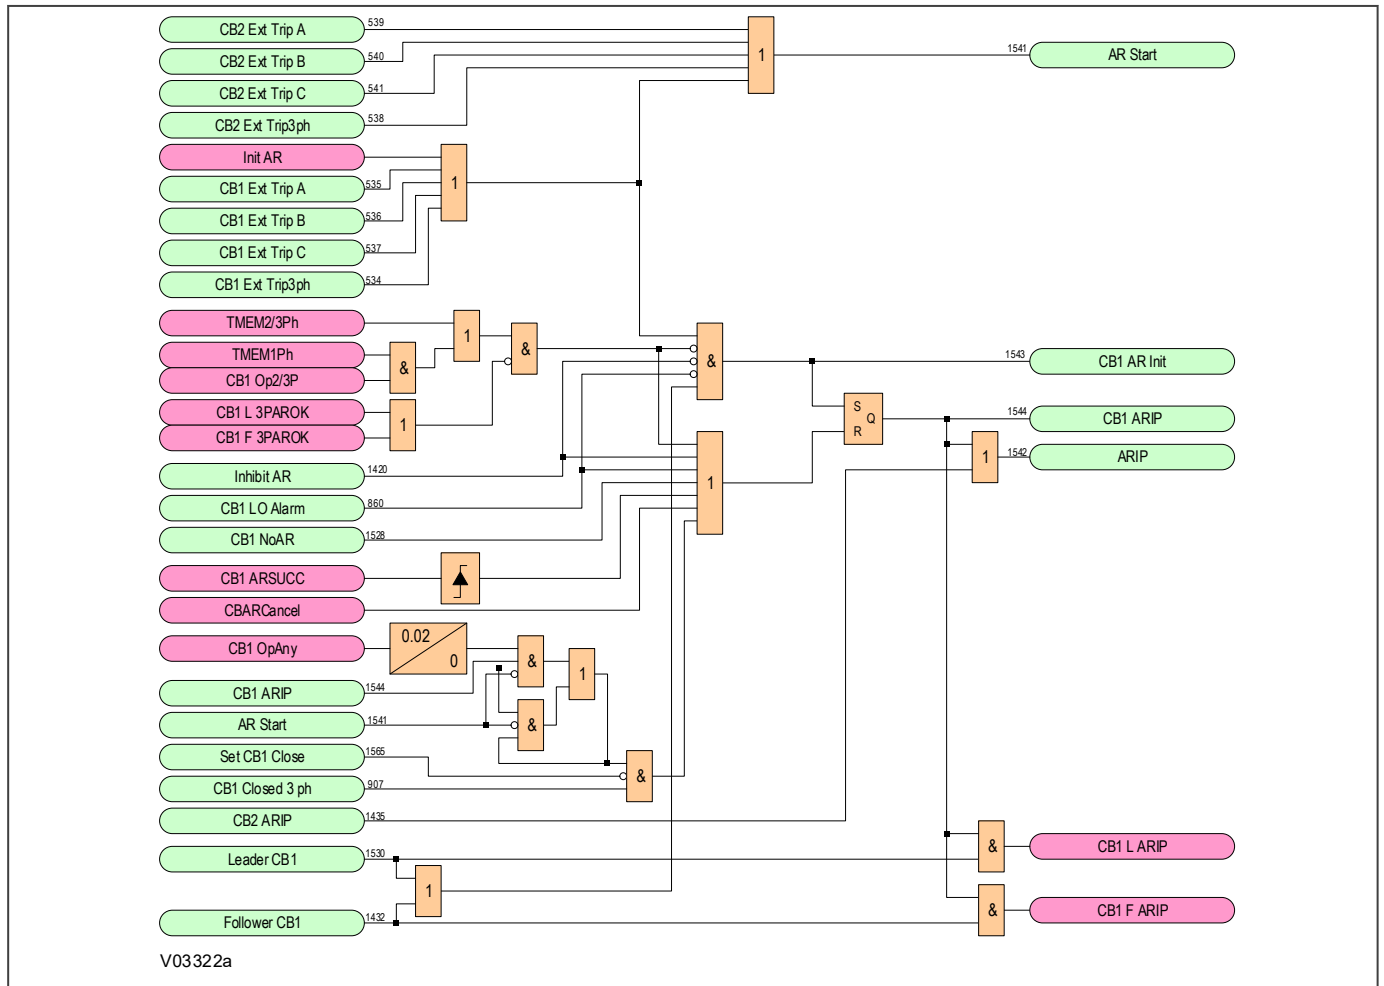 CB2 Ext Trip A 539
CB2 Ext Trip B 540
CB2 Ext Trip C 541
CB2 Ext Trip3ph 538
1
1541 AR Start
Init AR
CB1 Ext Trip A 535
CB1 Ext Trip B 536
CB1 Ext Trip C 537
CB1 Ext Trip3ph 534
1
TMEM2/3Ph
TMEM1Ph
CB1 Op2/3P
CB1 L 3PAROK
CB1 F 3PAROK
1
&
&
1
&
1543 CB1 AR Init
S
Q
R
1544 CB1 ARIP
1
1542 ARIP
Inhibit AR 1420
CB1 LO Alarm 860
CB1 NoAR 1528
1
CB1 ARSUCC
CBARCancel
CB1 OpAny
0.02
0
&
1
CB1 ARIP 1544
AR Start 1541
&
Set CB1 Close 1565
CB1 Closed 3 ph 907
&
CB2 ARIP 1435
Leader CB1 1530
1
Follower CB1 1432
&
CB1 L ARIP
&
CB1 F ARIP
V03322a